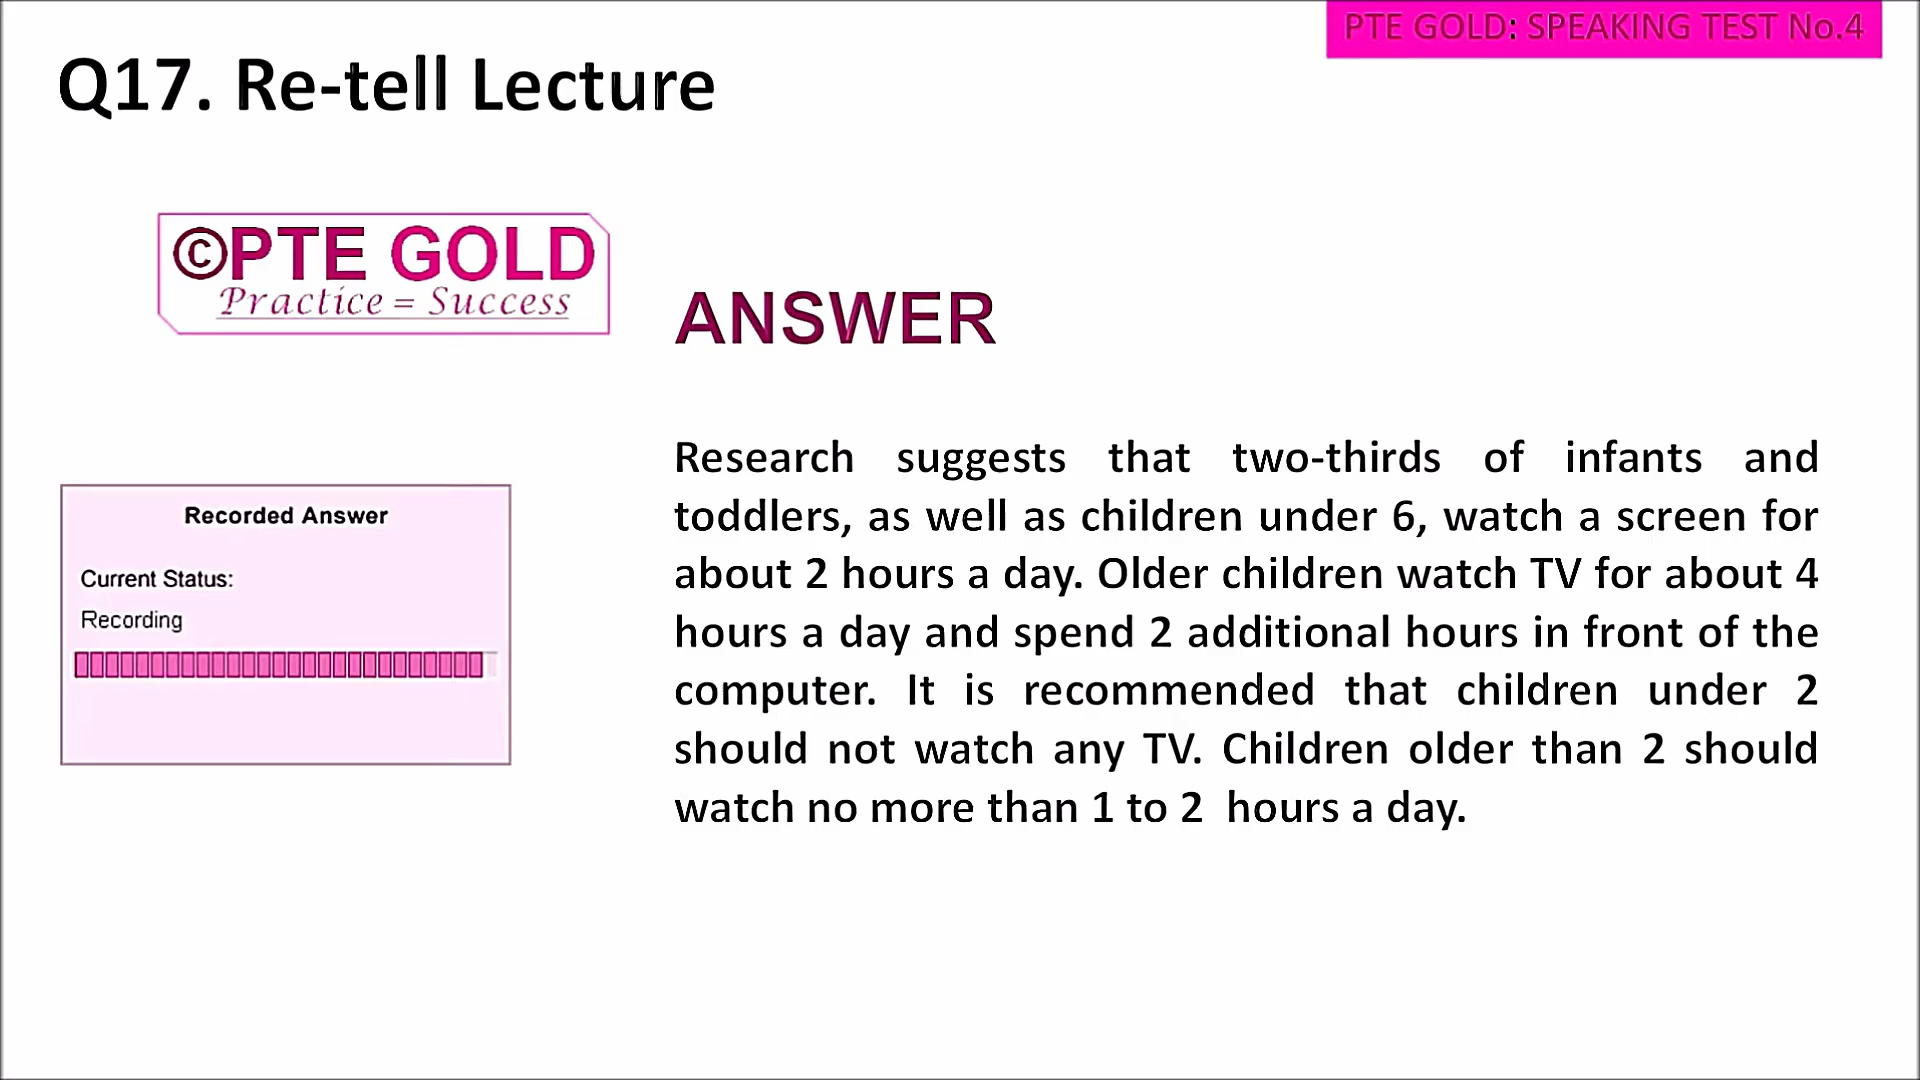 PTE GOLD: SPEAKING TEST No.4
Q17. Re-tell Lecture
©PTE GOLD
Practice = Success
ANSWER
Recorded Answer
Current Status:
Recording
Research suggests that two-thirds of infants and
toddlers, as well as children under 6, watch a screen for
about 2 hours a day. Older children watch TV for about 4
hours a day and spend 2 additional hours in front of the
computer. It is recommended that children under 2
should not watch any TV. Children older than 2 should
watch no more than 1 to 2 hours a day.